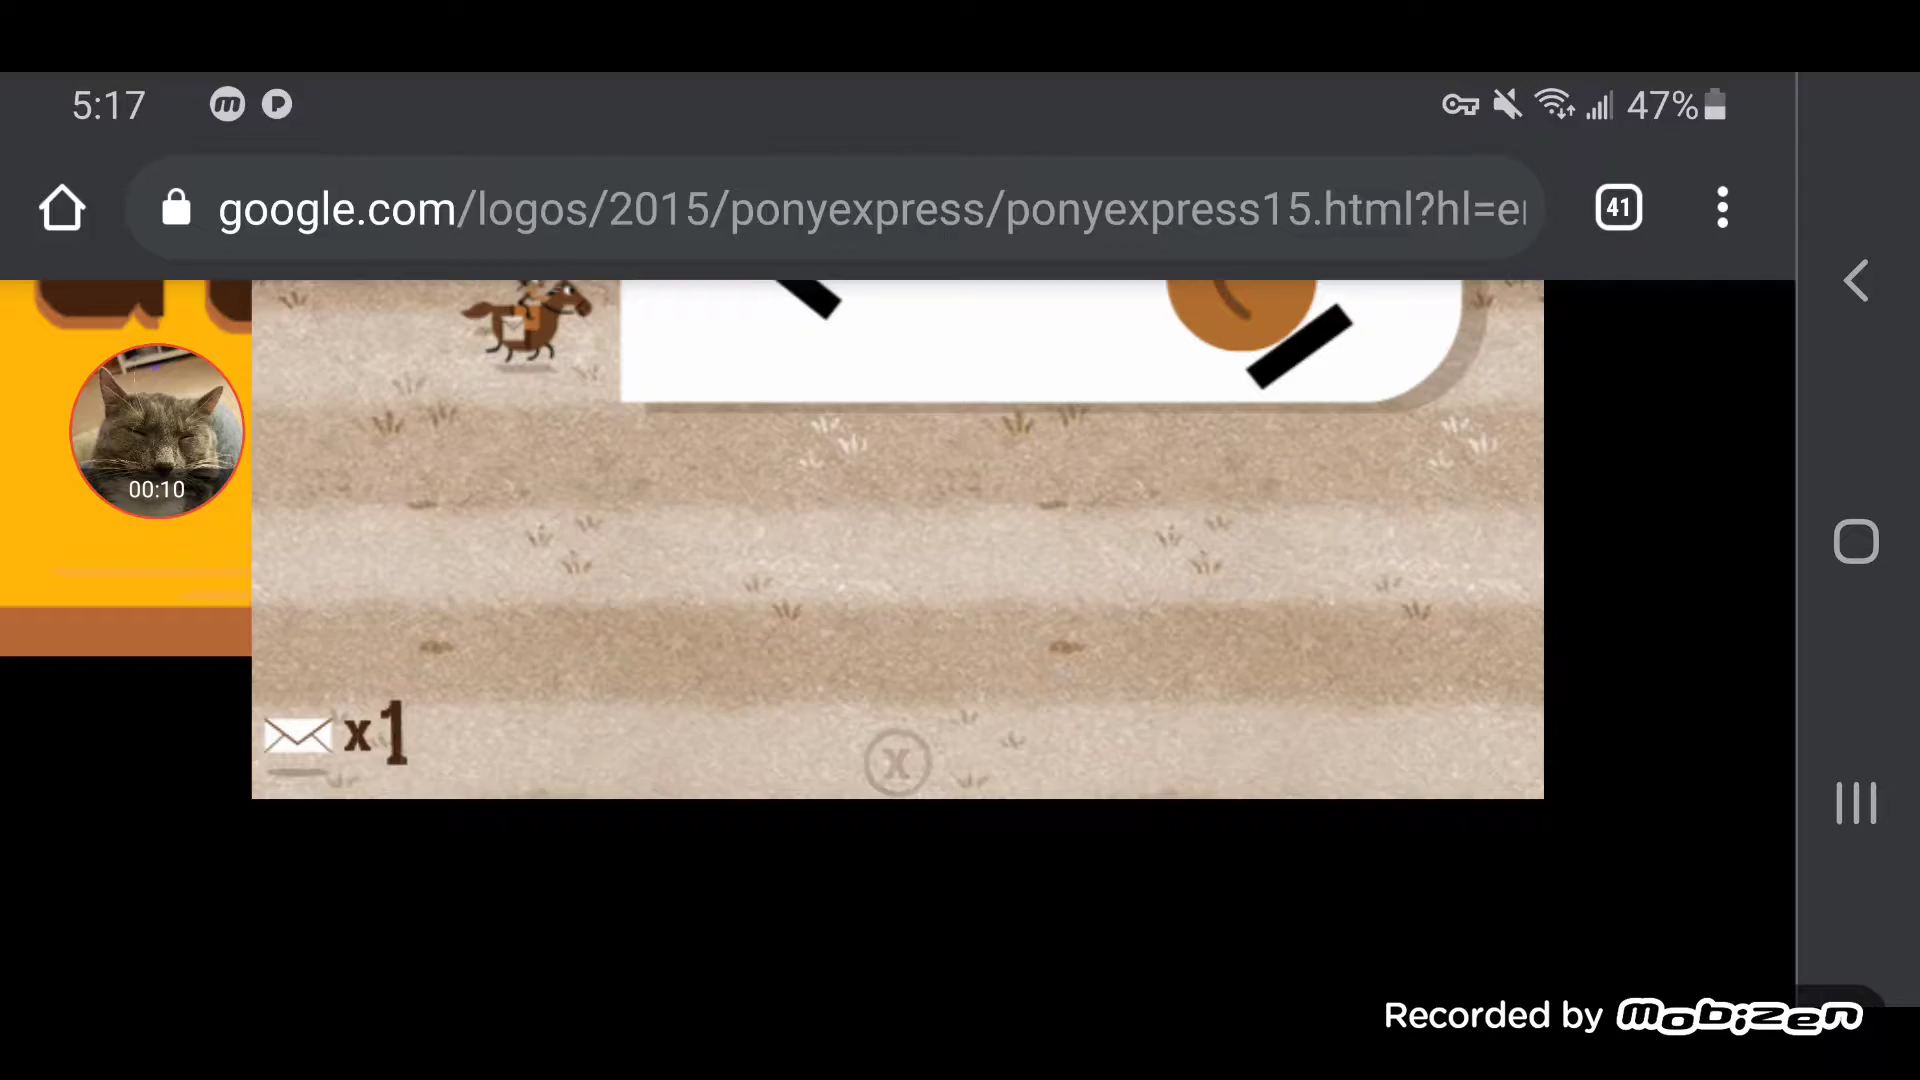 5:17
47%
google.com/logos/2015/ponyexpress/ponyexpress15.html?hl=e
41
00:10
x1
X
Recorded by mobizen